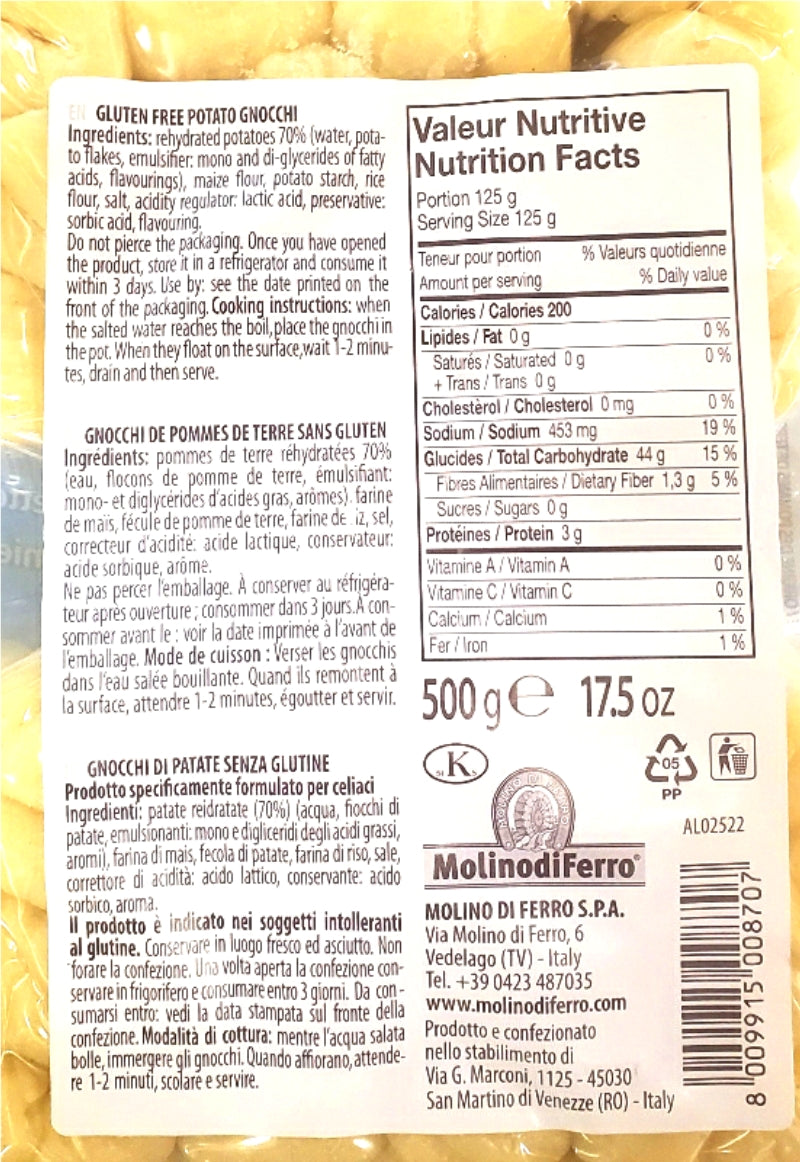 EN GLUTEN FREE POTATO GNOCCHI
Ingredients: rehydrated potatoes 70% (water, pota-
to flakes, emulsifier: mono and di-glycerides of fatty
acids, flavourings), maize flour, potato starch, rice
flour, salt, acidity regulator: lactic acid, preservative:
sorbic acid, flavouring.
Do not pierce the packaging. Once you have opened
the product, store it in a refrigerator and consume it
within 3 days. Use by: see the date printed on the
front of the packaging. Cooking instructions: when
the salted water reaches the boil, place the gnocchi in
the pot. When they float on the surface, wait 1-2 minu-
tes, drain and then serve.
GNOCCHI DE POMMES DE TERRE SANS GLUTEN
Ingrédients: pommes de terre réhydratées 70%
(eau, flocons de pomme de terre, émulsifiant:
mono- et diglycérides d'acides gras, arômes). farine
de maïs, fécule de pomme de terre, farine de iz, sel,
correcteur d'acidité: acide lactique, conservateur:
acide sorbique, arôme.
Ne pas percer l'emballage. À conserver au réfrigéra-
teur après ouverture ; consommer dans 3 jours.À con-
sommer avant le : voir la date imprimée à l'avant de
l'emballage. Mode de cuisson : Verser les gnocchis
dans l'eau salée bouillante. Quand ils remontent à
la surface, attendre 1-2 minutes, égoutter et servir.
GNOCCHI DI PATATE SENZA GLUTINE
Prodotto specificamente formulato per celiaci
Ingredienti: patate reidratate (70%) (acqua, fiocchi di
patate, emulsionanti: mono e digliceridi degli acidi grassi,
aromi), farina di mais, fecola di patate, farina di riso, sale,
correttore di acidità: acido lattico, conservante: acido
sorbico, aroma.
Il prodotto è indicato nei soggetti intolleranti
al glutine. Conservare in luogo fresco ed asciutto. Non
forare la confezione. Una volta aperta la confezione con-
servare in frigorifero e consumare entro 3 giorni. Da con-
sumarsi entro: vedi la data stampata sul fronte della
confezione. Modalità di cottura: mentre l'acqua salata
bolle, immergere gli gnocchi. Quando affiorano, attende-
re 1-2 minuti, scolare e servire.
Valeur Nutritive
Nutrition Facts
Portion 125 g
Serving Size 125 g
Teneur pour portion % Valeurs quotidienne
Amount per serving % Daily value
Calories / Calories 200
Lipides / Fat 0 g 0 %
Saturés / Saturated 0 g 0 %
+ Trans / Trans 0 g
Cholestèrol / Cholesterol 0 mg 0 %
Sodium / Sodium 453 mg 19 %
Glucides / Total Carbohydrate 44 g 15 %
Fibres Alimentaires / Dietary Fiber 1,3 g 5 %
Sucres / Sugars 0 g
Protéines / Protein 3 g
Vitamine A / Vitamin A 0 %
Vitamine C / Vitamin C 0 %
Calcium / Calcium 1 %
Fer / Iron 1 %
500 g e 17.5 oz
K
05
PP
AL02522
MolinodiFerro®
MOLINO DI FERRO S.P.A.
Via Molino di Ferro, 6
Vedelago (TV) - Italy
Tel. +39 0423 487035
www.molinodiferro.com
Prodotto e confezionato
nello stabilimento di
Via G. Marconi, 1125 - 45030
San Martino di Venezze (RO) - Italy
8 009915 008707